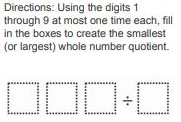 Directions: Using the digits 1
through 9 at most one time each, fill
in the boxes to create the smallest
(or largest) whole number quotient.
÷